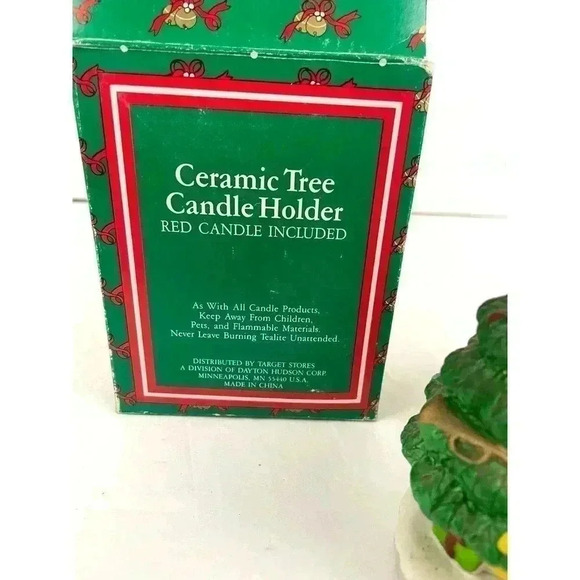 Ceramic Tree
Candle Holder
RED CANDLE INCLUDED
As With All Candle Products,
Keep Away From Children,
Pets, and Flammable Materials.
Never Leave Burning Tealite Unattended.
DISTRIBUTED BY TARGET STORES
A DIVISION OF DAYTON HUDSON CORP.
MINNEAPOLIS, MN 55440 U.S.A.
MADE IN CHINA